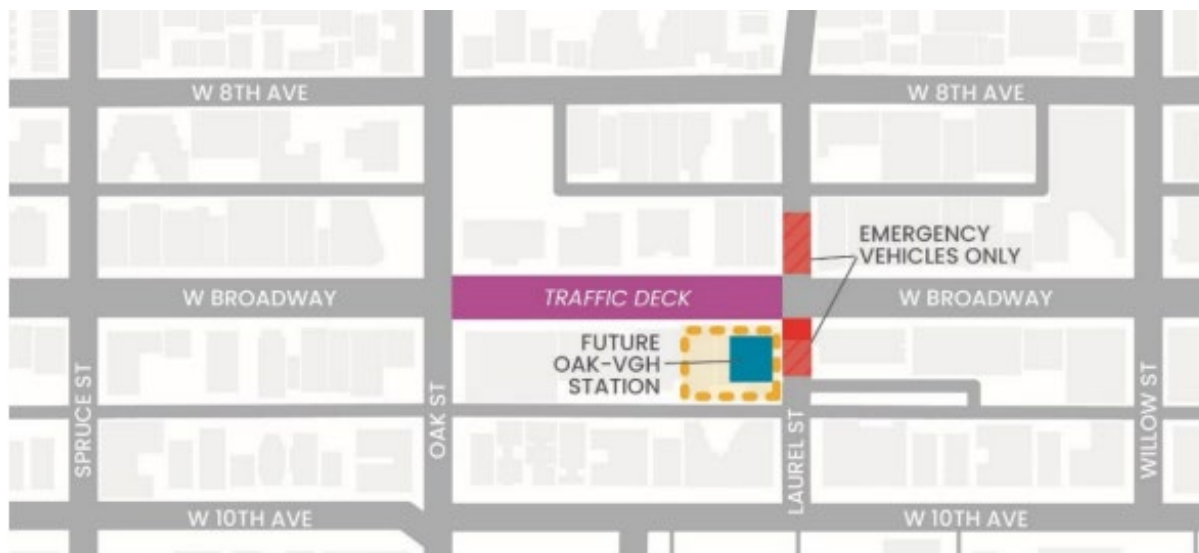 W 8TH AVE
W 8TH AVE
EMERGENCY
VEHICLES ONLY
W BROADWAY
TRAFFIC DECK
W BROADWAY
FUTURE
OAK-VGH
STATION
SPRUCE ST
OAK ST
LAUREL ST
WILLOW ST
W 10TH AVE
W 10TH AVE